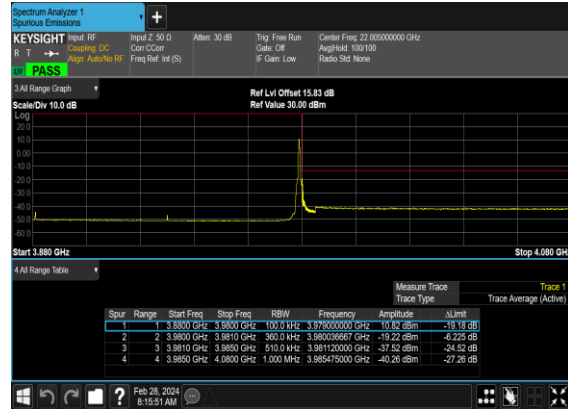 Spectrum Analyzer 1
Spurious Emissions
+
KEYSIGHT Input: RF Input Z: 50 Ω Atten: 30 dB Trig: Free Run Center Freq: 22.005000000 GHz
R T Coupling: DC Corr CCorr Gate: Off Avg|Hold: 100/100
Align: Auto/No RF Freq Ref: Int (S) IF Gain: Low Radio Std: None
LM PASS
3 All Range Graph
Ref Lvl Offset 15.83 dB
Scale/Div 10.0 dB Ref Value 30.00 dBm
Log
20.0
10.0
0.00
-10.0
-20.0
-30.0
-40.0
-50.0
-60.0
Start 3.880 GHz Stop 4.080 GHz
4 All Range Table
Measure Trace Trace 1
Trace Type Trace Average (Active)
Spur Range Start Freq Stop Freq RBW Frequency Amplitude ΔLimit
1 1 3.8800 GHz 3.9800 GHz 100.0 kHz 3.979000000 GHz 10.82 dBm -19.18 dB
2 2 3.9800 GHz 3.9810 GHz 360.0 kHz 3.980036667 GHz -19.22 dBm -6.225 dB
3 3 3.9810 GHz 3.9850 GHz 510.0 kHz 3.981120000 GHz -37.52 dBm -24.52 dB
4 4 3.9850 GHz 4.0800 GHz 1.000 MHz 3.985475000 GHz -40.26 dBm -27.26 dB
? Feb 28, 2024
8:15:51 AM